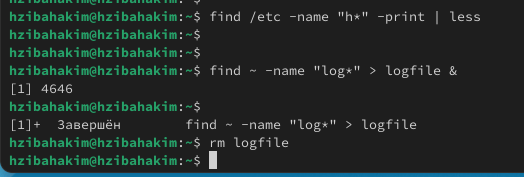 hzibahakim@hzibahakim:~$ find /etc -name "h*" -print | less
hzibahakim@hzibahakim:~$
hzibahakim@hzibahakim:~$
hzibahakim@hzibahakim:~$ find ~ -name "log*" > logfile &
[1] 4646
hzibahakim@hzibahakim:~$
[1]+  Завершён        find ~ -name "log*" > logfile
hzibahakim@hzibahakim:~$ rm logfile
hzibahakim@hzibahakim:~$